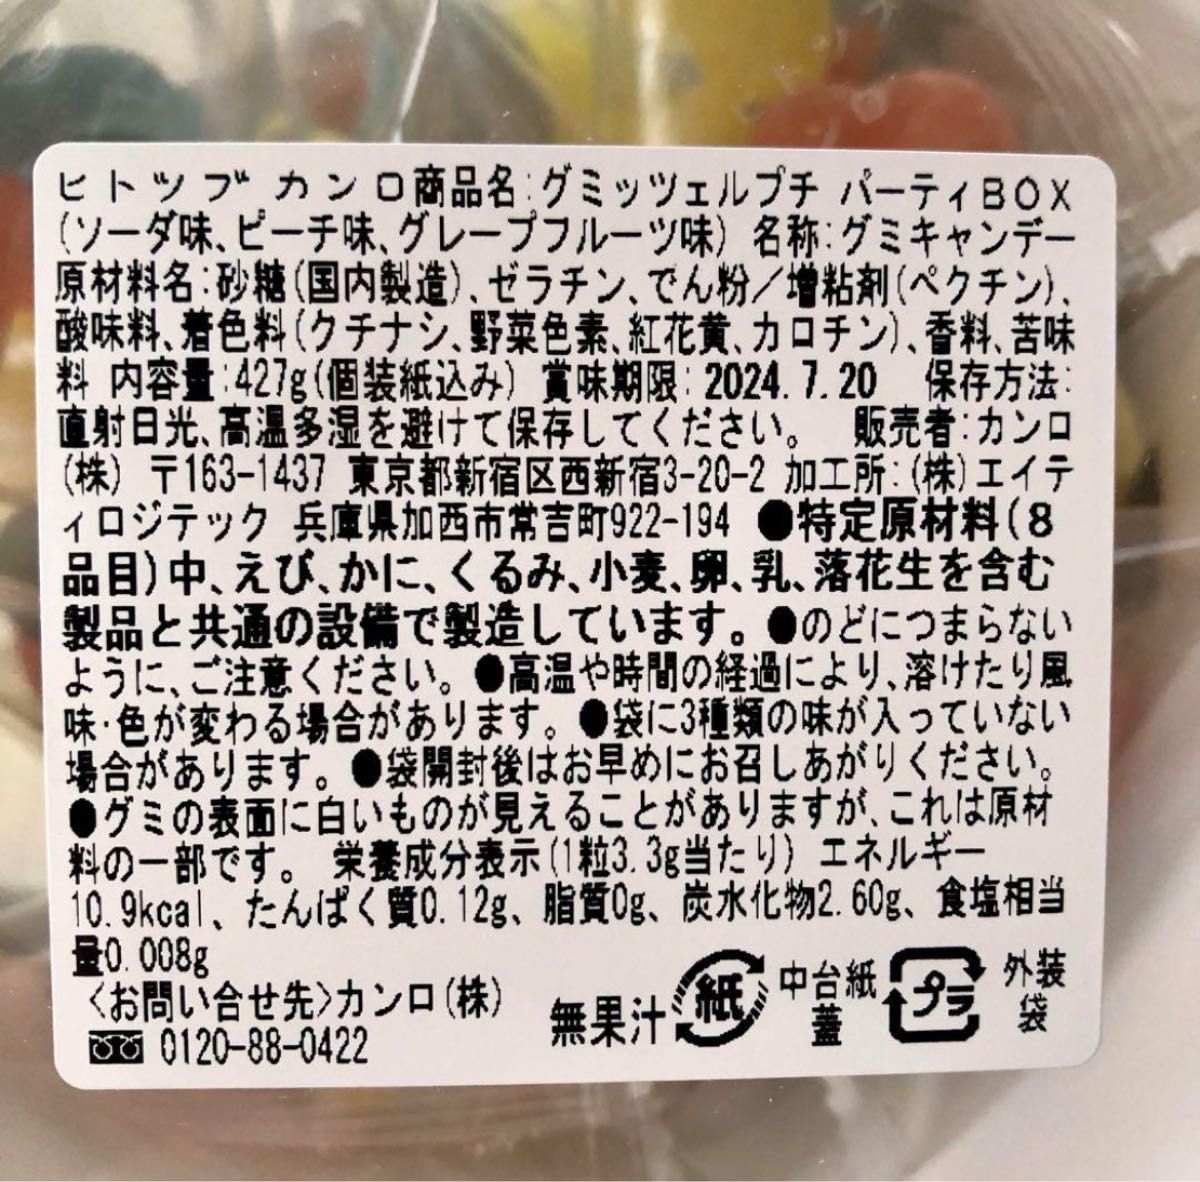 ヒトツブカンロ商品名:グミッツェルプチ パーティBOX
(ソーダ味、ピーチ味、グレープフルーツ味) 名称:グミキャンデー
原材料名:砂糖(国内製造)、ゼラチン、でん粉/増粘剤(ペクチン)、
酸味料、着色料(クチナシ、野菜色素、紅花黄、カロチン)、香料、苦味
料 内容量:427g(個装紙込み) 賞味期限:2024.7.20 保存方法:
直射日光、高温多湿を避けて保存してください。 販売者:カンロ
(株) 〒163-1437 東京都新宿区西新宿3-20-2 加工所:(株)エイテ
ィロジテック 兵庫県加西市常吉町922-194 ●特定原材料(8
品目)中、えび、かに、くるみ、小麦、卵、乳、落花生を含む
製品と共通の設備で製造しています。●のどにつまらない
ように、ご注意ください。●高温や時間の経過により、溶けたり風
味・色が変わる場合があります。●袋に3種類の味が入っていない
場合があります。●袋開封後はお早めにお召しあがりください。
●グミの表面に白いものが見えることがありますが、これは原材
料の一部です。 栄養成分表示(1粒3.3g当たり) エネルギー
10.9kcal、たんぱく質0.12g、脂質0g、炭水化物2.60g、食塩相当
量0.008g
〈お問い合せ先〉カンロ(株)
0120-88-0422
無果汁 紙 中台紙 蓋 プラ 外装袋